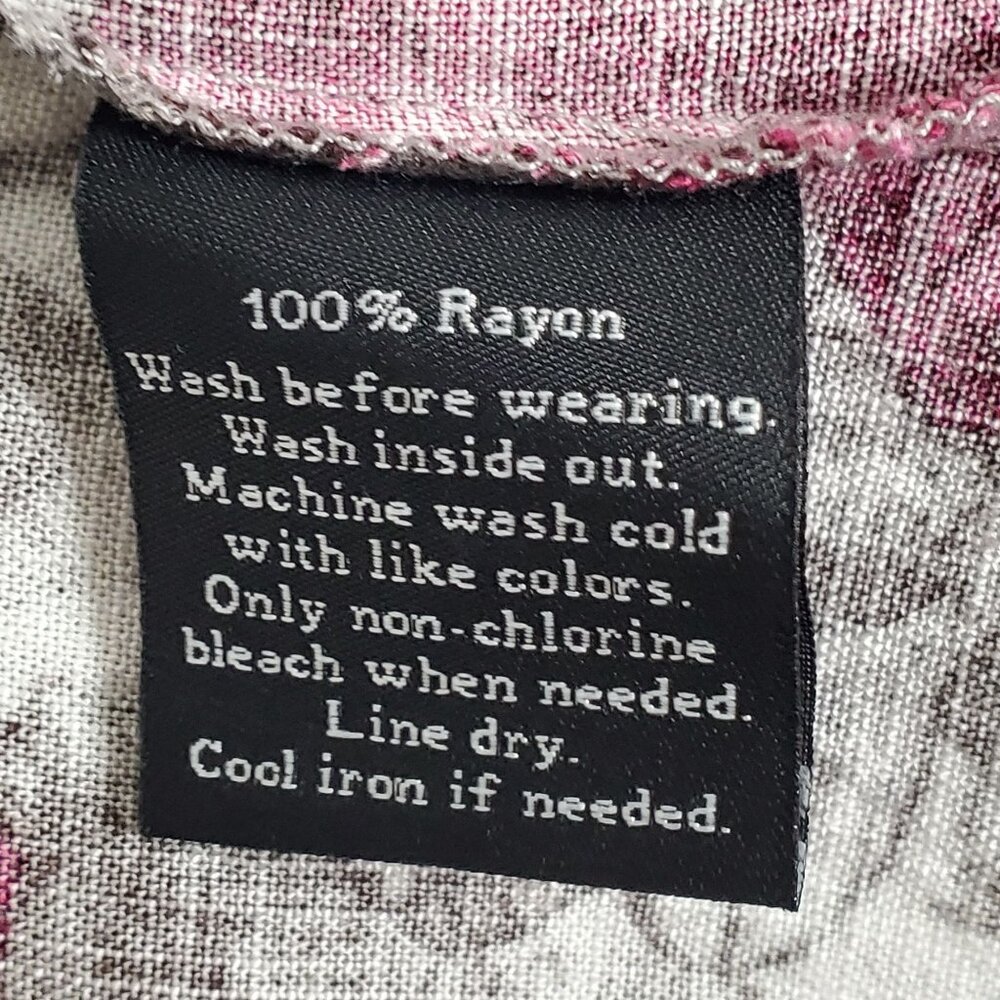 100% Rayon
Wash before wearing.
Wash inside out.
Machine wash cold
with like colors.
Only non-chlorine
bleach when needed.
Line dry.
Cool iron if needed.